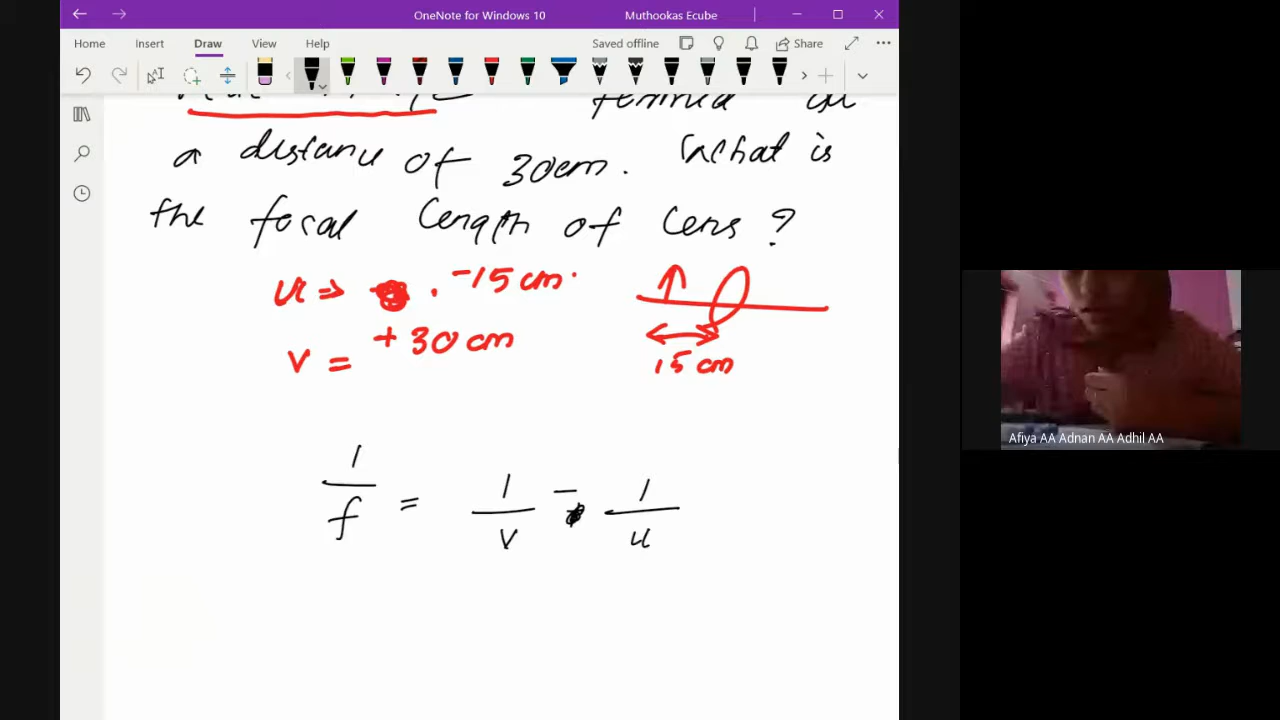 OneNote for Windows 10
Muthookas Ecube
Home Insert Draw View Help
Saved offline
Share
formed in
a distance of 30cm. What is
the focal length of lens ?
u ⇒ . -15 cm.
v = +30 cm
15 cm
1/f = 1/v - 1/u
Afiya AA Adnan AA Adhil AA